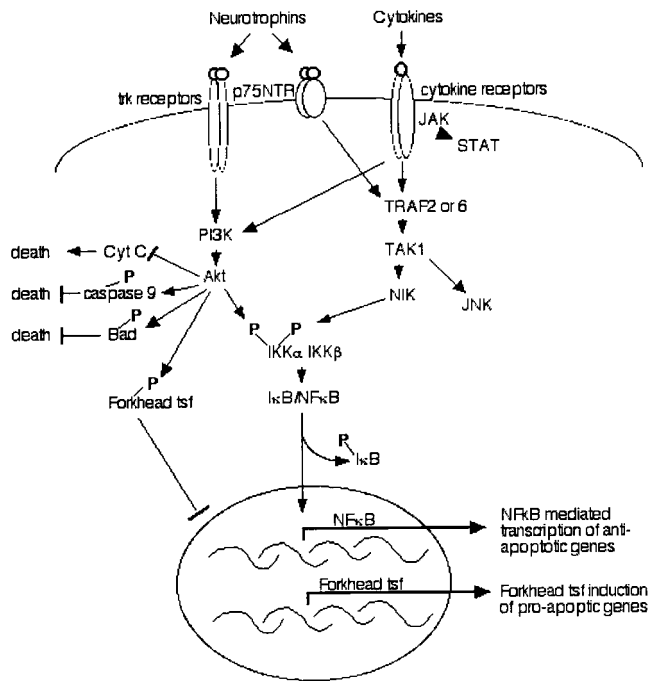 Neurotrophins
Cytokines
trk receptors
p75NTR
cytokine receptors
JAK
STAT
TRAF2 or 6
PI3K
TAK1
death
Cyt C
Akt
P
death
caspase 9
NIK
JNK
P
death
Bad
P
P
IKKα IKKβ
P
Forkhead tsf
IκB/NFκB
P
IκB
NFκB
NFkB mediated
transcription of anti-
apoptotic genes
Forkhead tsf
Forkhead tsf induction
of pro-apoptic genes